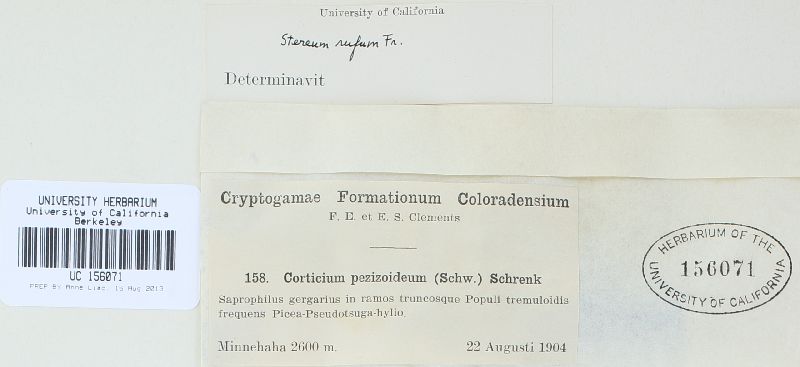 University of California
Stereum rufum Fr.
Determinavit
Cryptogamae Formationum Coloradensium
F. E. et E. S. Clements
158. Corticium pezizoideum (Schw.) Schrenk
Saprophilus gergarius in ramos truncosque Populi tremuloidis
frequens Picea-Pseudotsuga-hylio.
Minnehaha 2600 m. 22 Augusti 1904
UNIVERSITY HERBARIUM
University of California
Berkeley
UC 156071
PREP BY Anne Liao, 15 Aug 2013
HERBARIUM OF THE
156071
UNIVERSITY OF CALIFORNIA